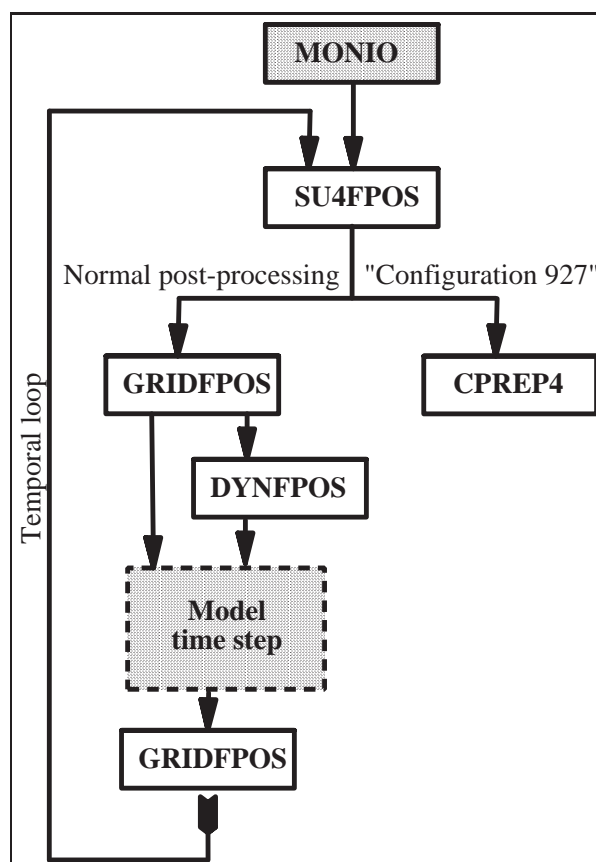 MONIO
SU4FPOS
Normal post-processing
"Configuration 927"
GRIDFPOS
CPREP4
DYNFPOS
Temporal loop
Model
time step
GRIDFPOS